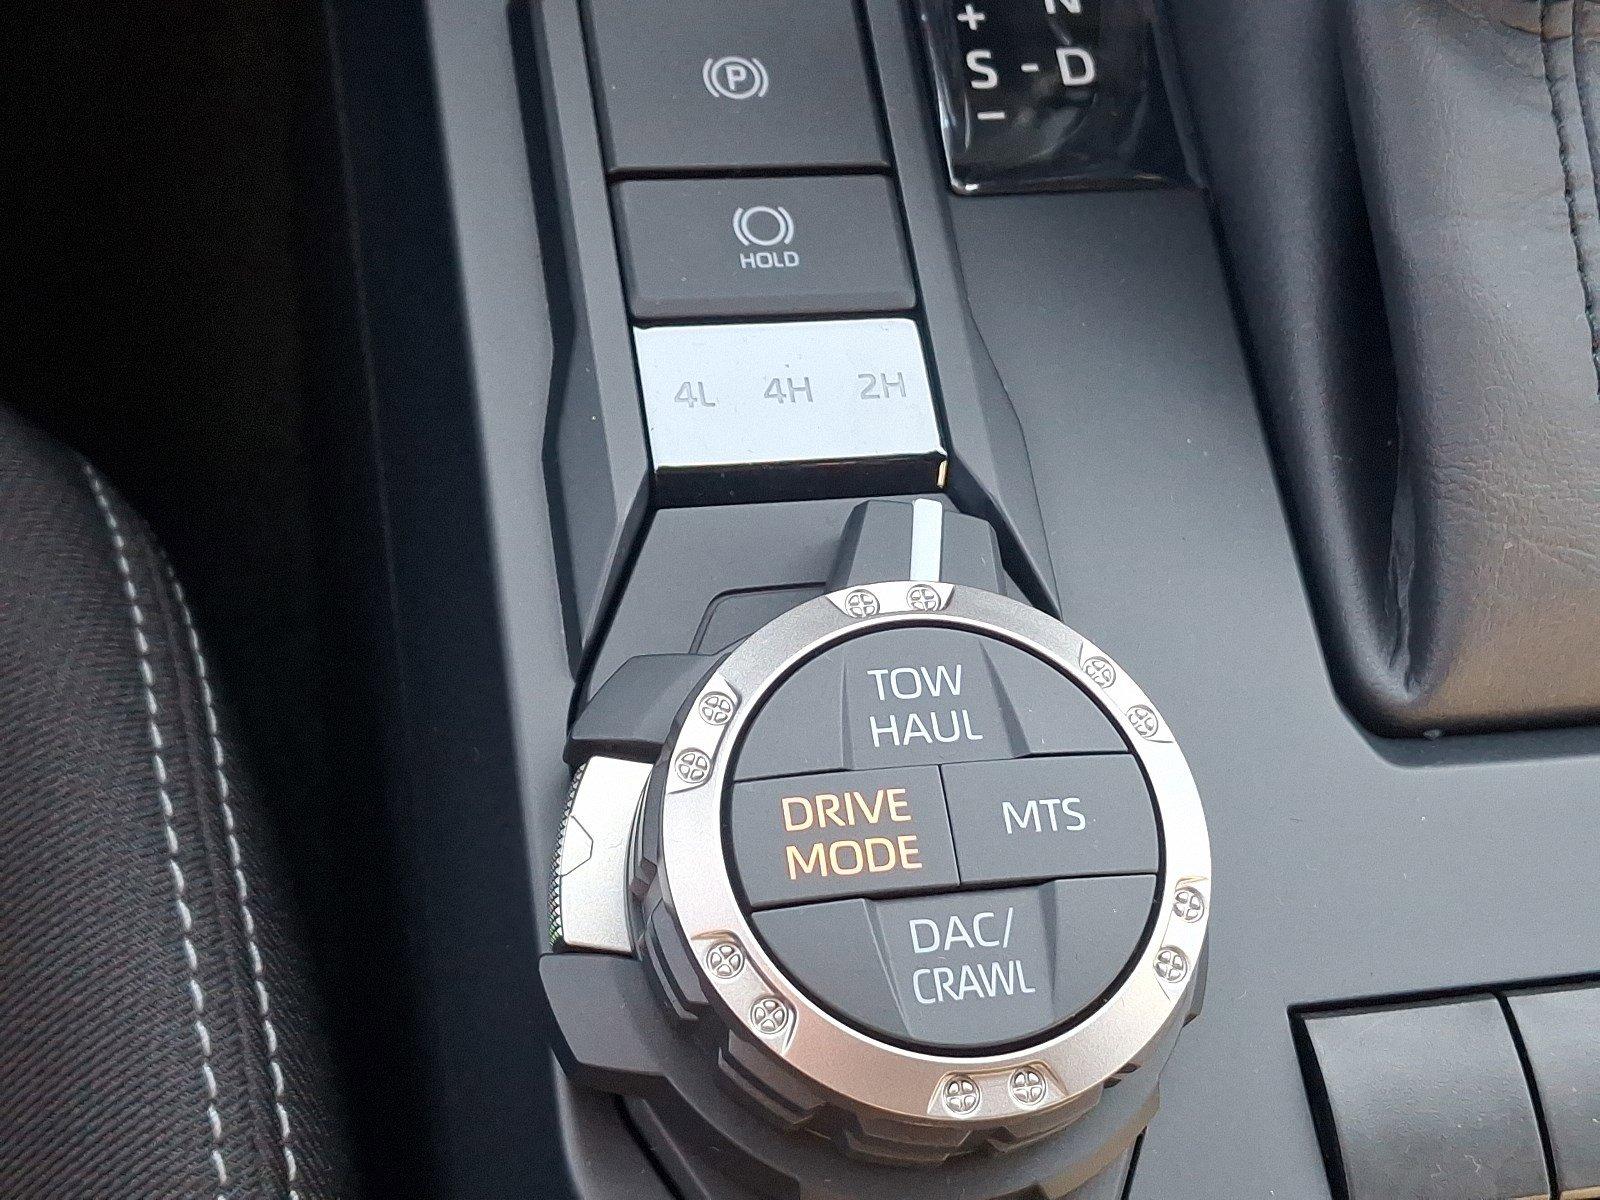 + N
S - D
–
P
HOLD
4L 4H 2H
TOW
HAUL
DRIVE
MODE
MTS
DAC/
CRAWL